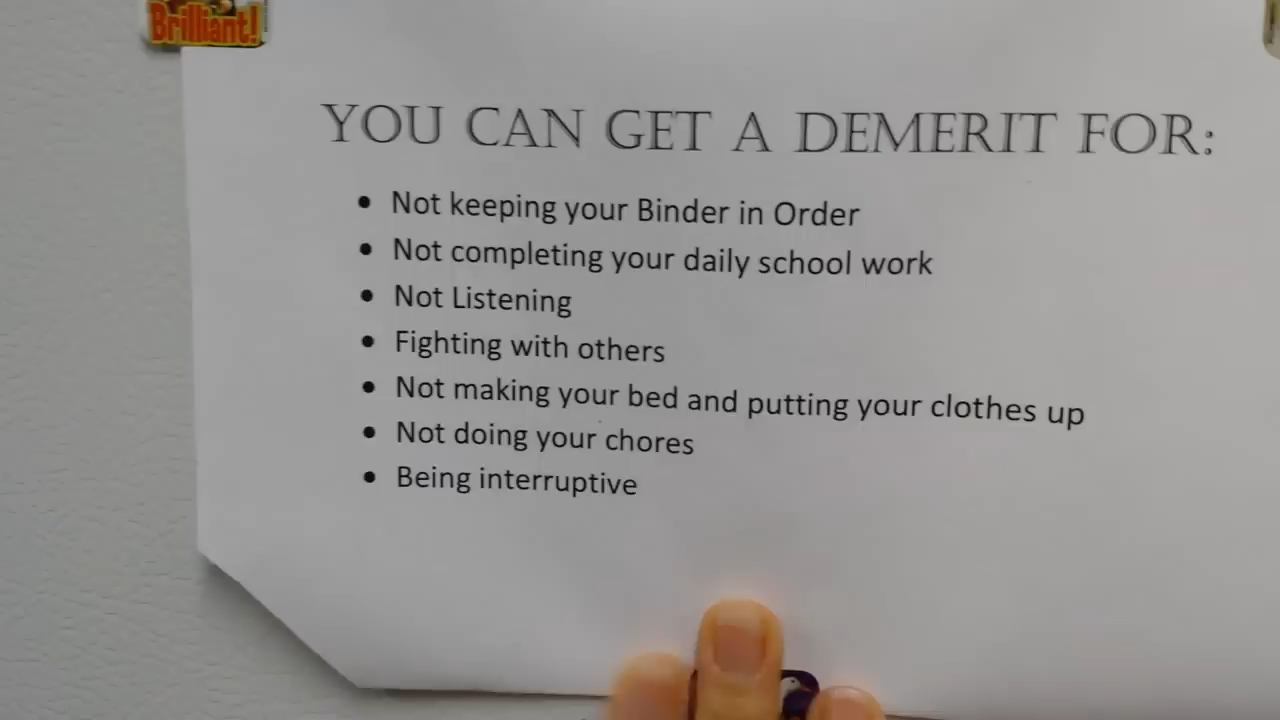 Brilliant!
YOU CAN GET A DEMERIT FOR:
• Not keeping your Binder in Order
• Not completing your daily school work
• Not Listening
• Fighting with others
• Not making your bed and putting your clothes up
• Not doing your chores
• Being interruptive